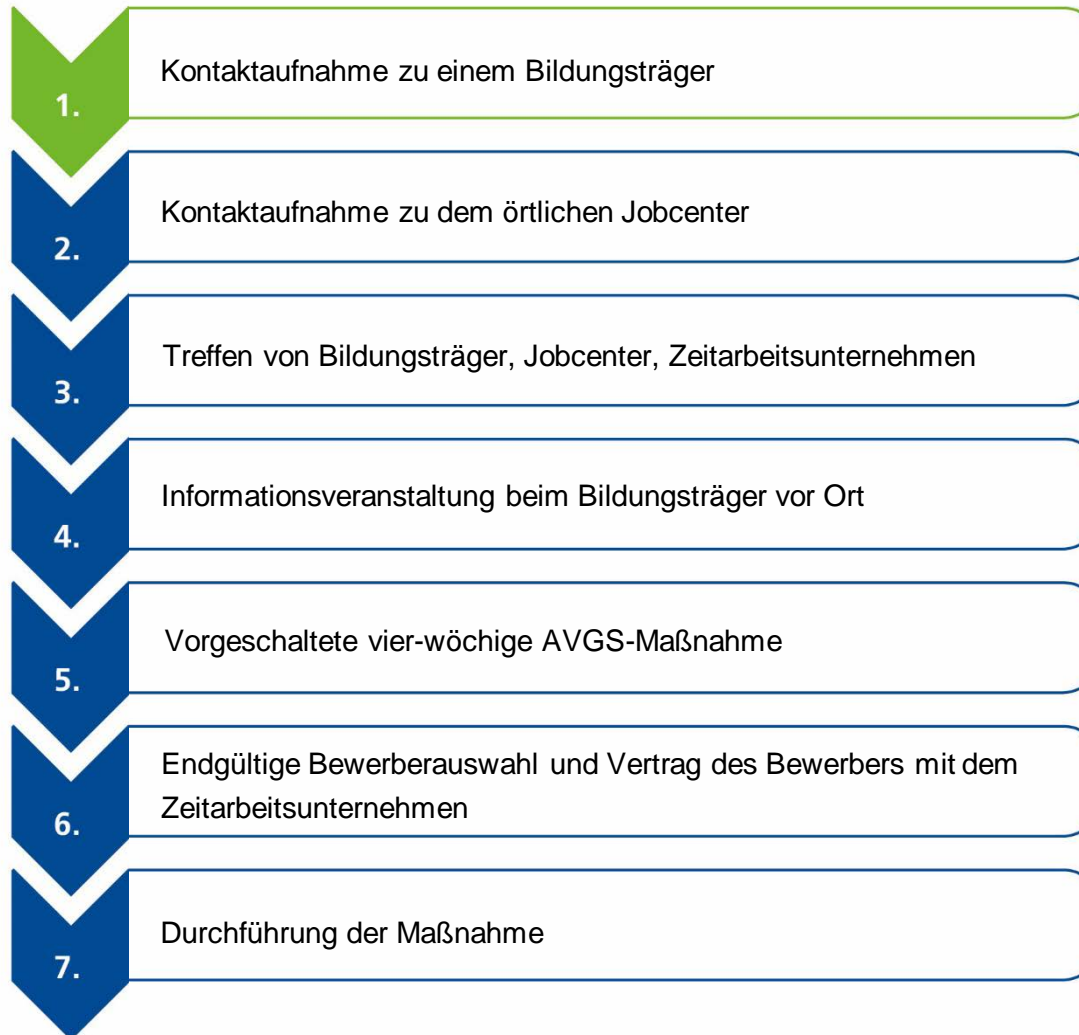 1.
Kontaktaufnahme zu einem Bildungsträger
2.
Kontaktaufnahme zu dem örtlichen Jobcenter
3.
Treffen von Bildungsträger, Jobcenter, Zeitarbeitsunternehmen
4.
Informationsveranstaltung beim Bildungsträger vor Ort
5.
Vorgeschaltete vier-wöchige AVGS-Maßnahme
6.
Endgültige Bewerberauswahl und Vertrag des Bewerbers mit dem
Zeitarbeitsunternehmen
7.
Durchführung der Maßnahme